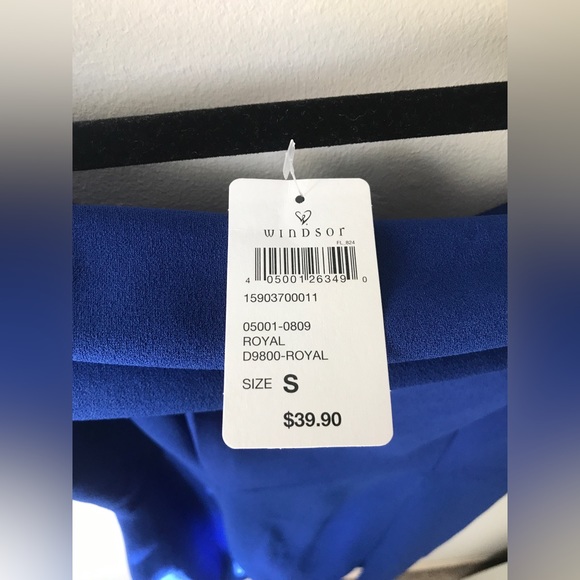 WINDSOR
FL. 824
4 05001 26349 0
15903700011
05001-0809
ROYAL
D9800-ROYAL
SIZE S
$39.90